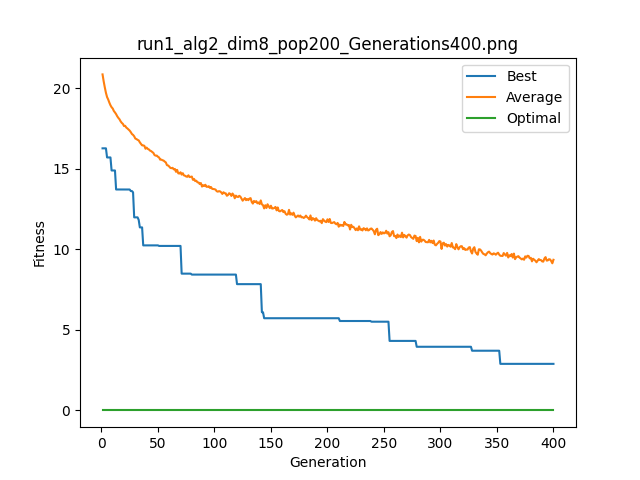 run1_alg2_dim8_pop200_Generations400.png
Best
Average
Optimal
20
15
10
5
0
Fitness
0 50 100 150 200 250 300 350 400
Generation